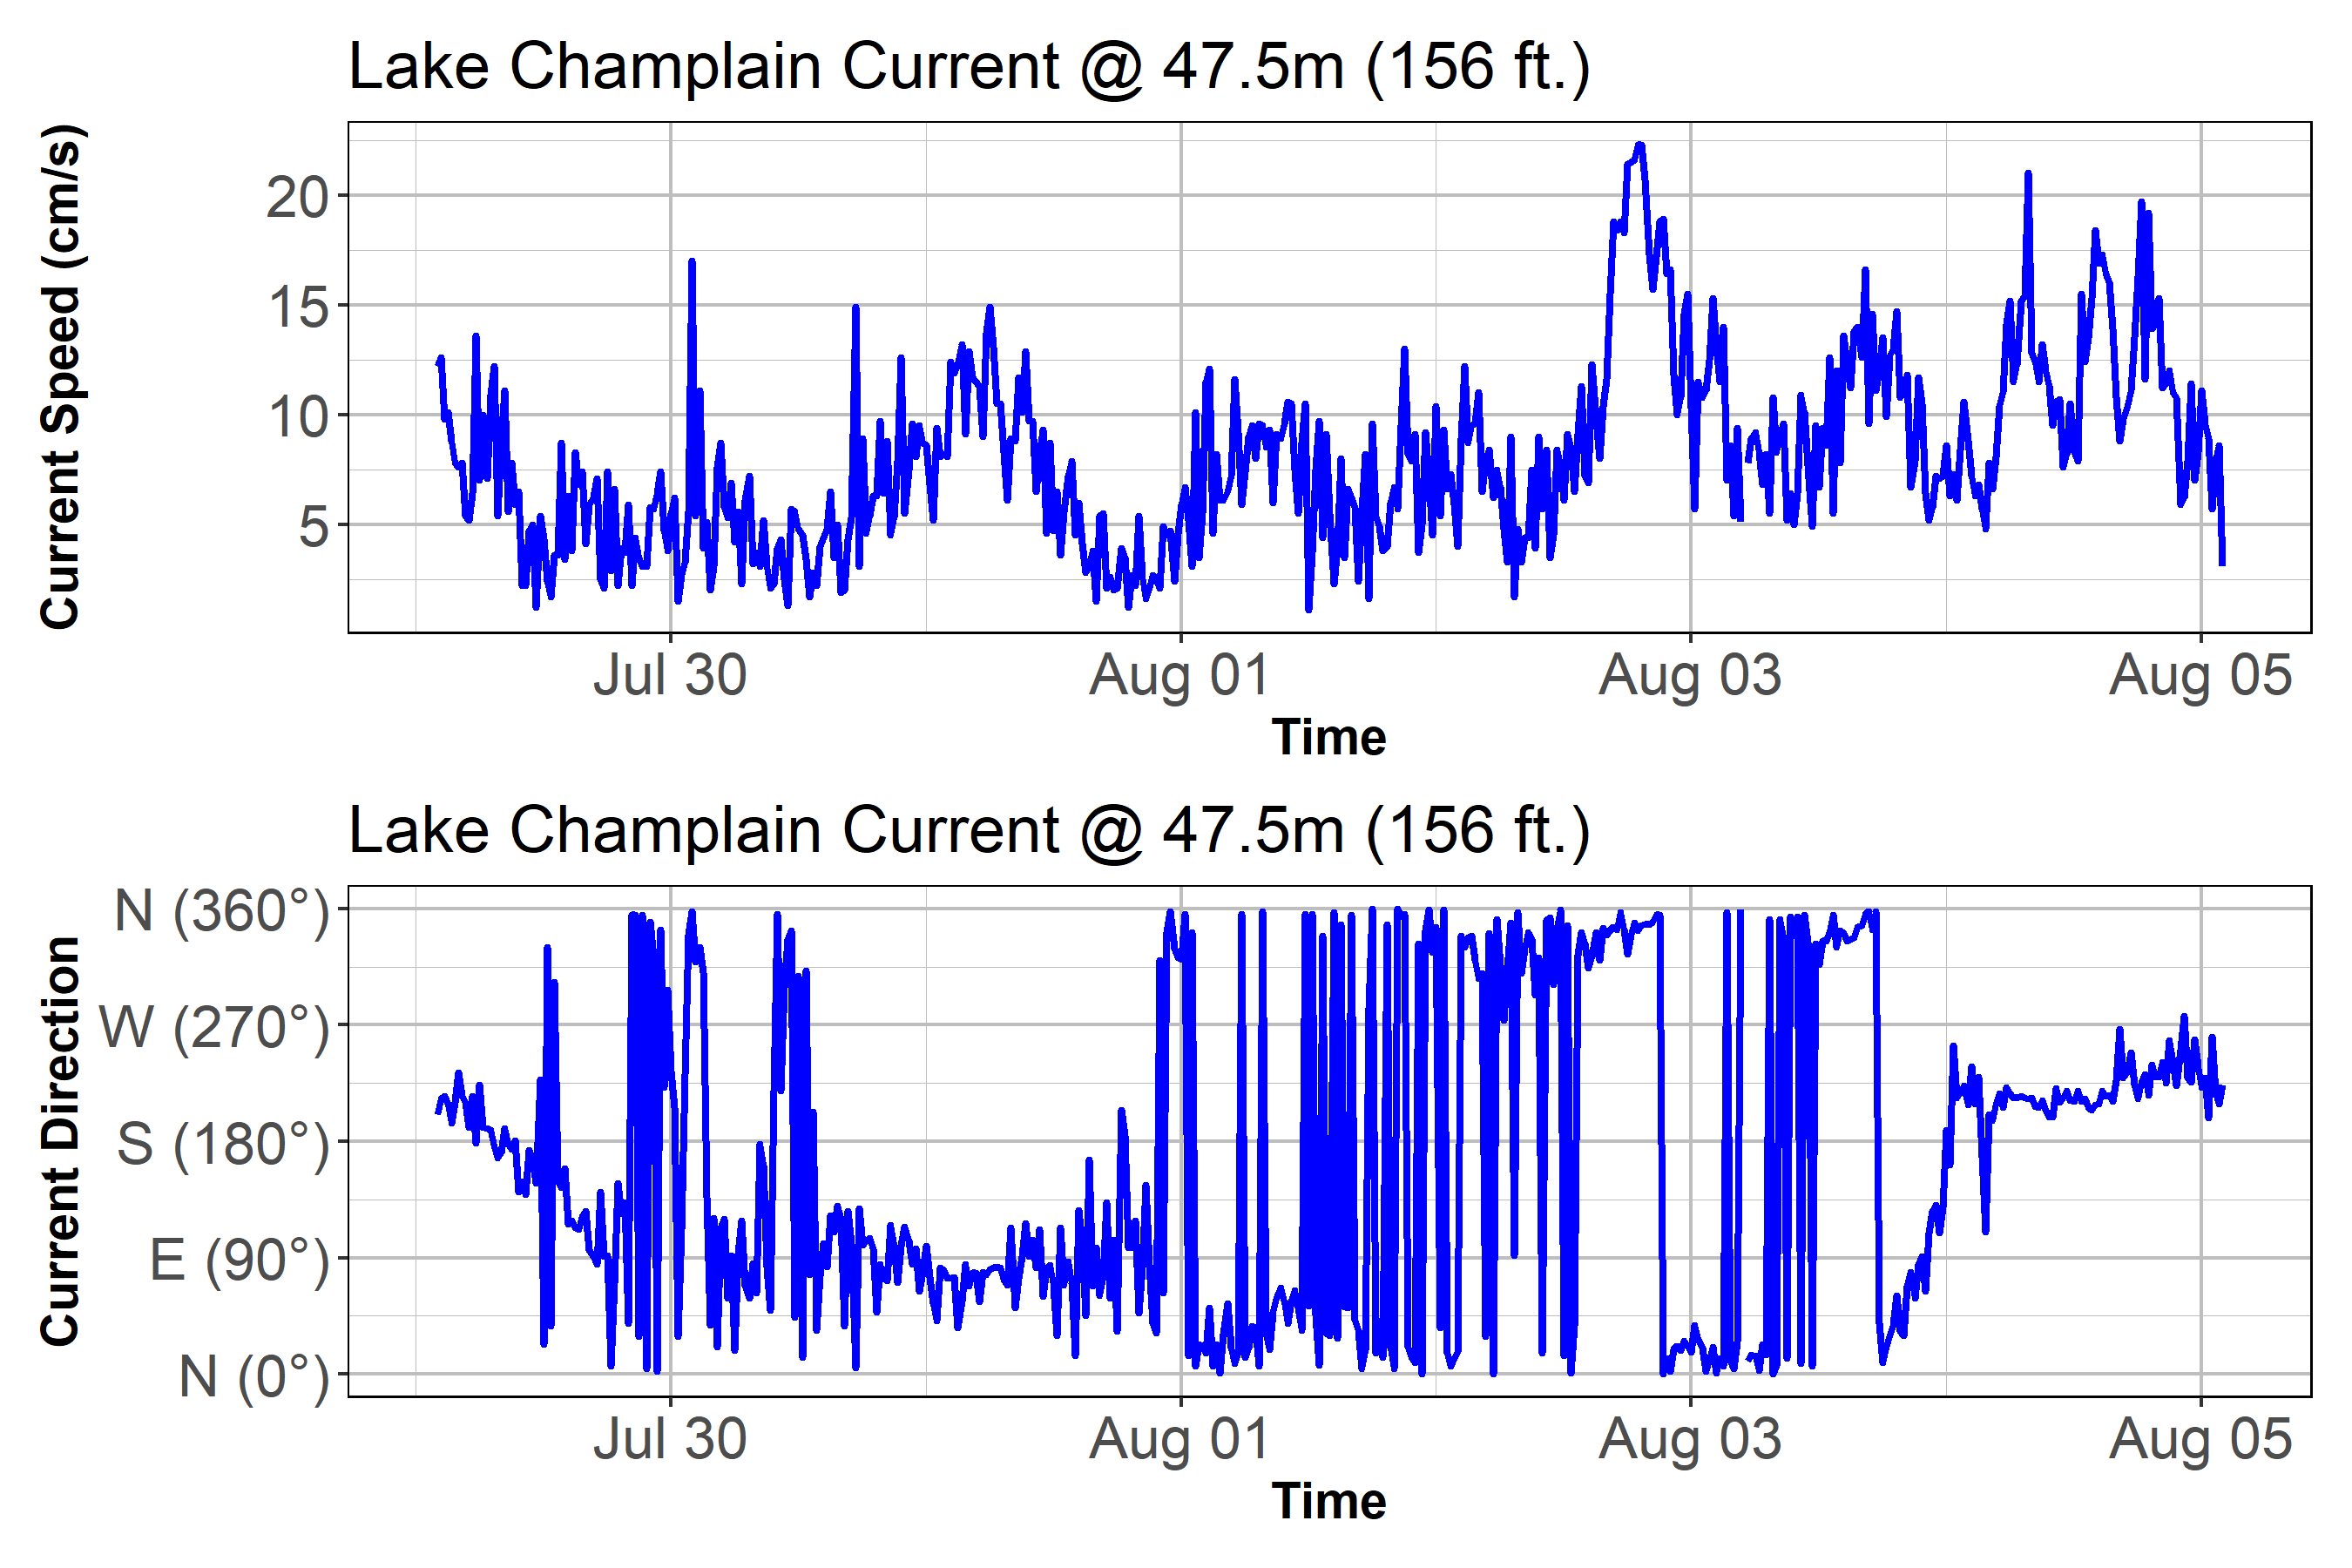 Lake Champlain Current @ 47.5m (156 ft.)
Current Speed (cm/s)
20
15
10
5
Jul 30 Aug 01 Aug 03 Aug 05
Time
Lake Champlain Current @ 47.5m (156 ft.)
Current Direction
N (360°)
W (270°)
S (180°)
E (90°)
N (0°)
Jul 30 Aug 01 Aug 03 Aug 05
Time